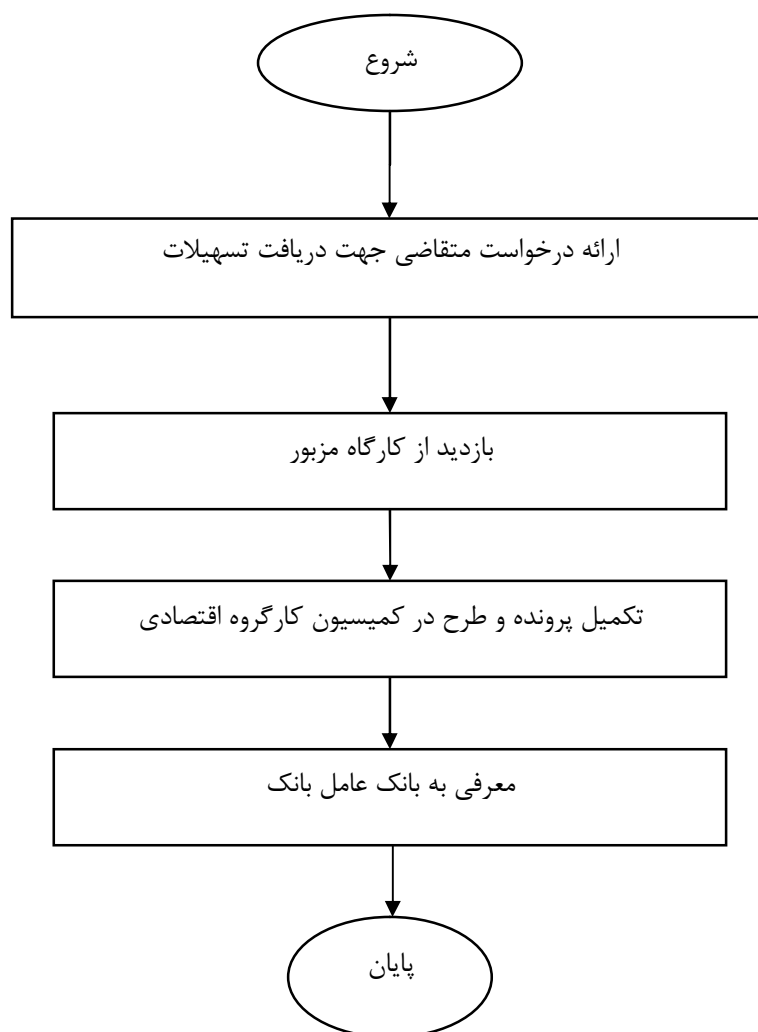 شروع
ارائه درخواست متقاضی جهت دریافت تسهیلات
بازدید از کارگاه مزبور
تکمیل پرونده و طرح در کمیسیون کارگروه اقتصادی
معرفی به بانک عامل بانک
پایان